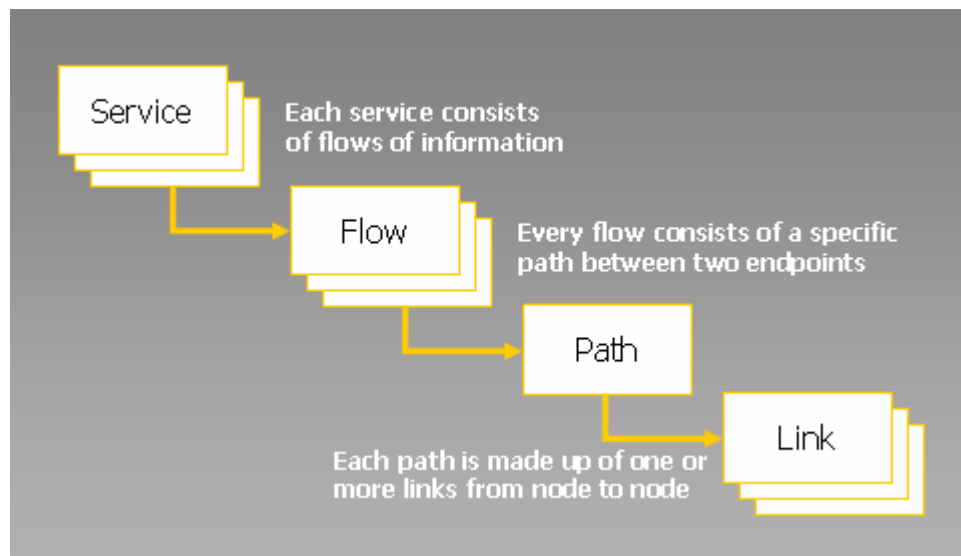 Service
Each service consists
of flows of information
Flow
Every flow consists of a specific
path between two endpoints
Path
Link
Each path is made up of one or
more links from node to node